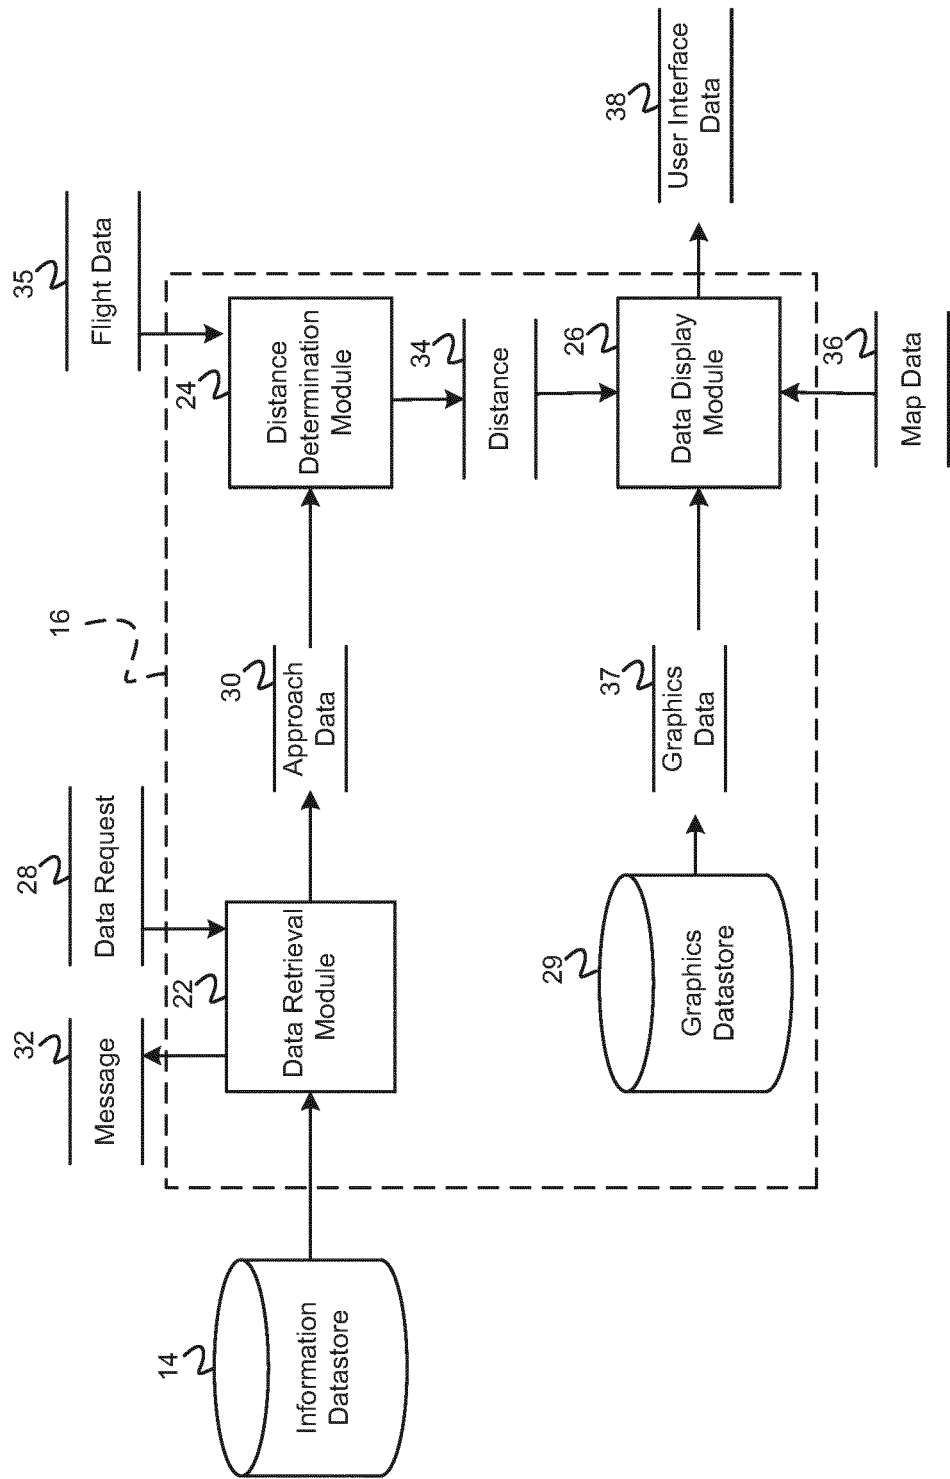 32
Message
28
Data Request
35
Flight Data
16
14
Information
Datastore
22
Data Retrieval
Module
30
Approach
Data
24
Distance
Determination
Module
34
Distance
29
Graphics
Datastore
37
Graphics
Data
26
Data Display
Module
38
User Interface
Data
36
Map Data